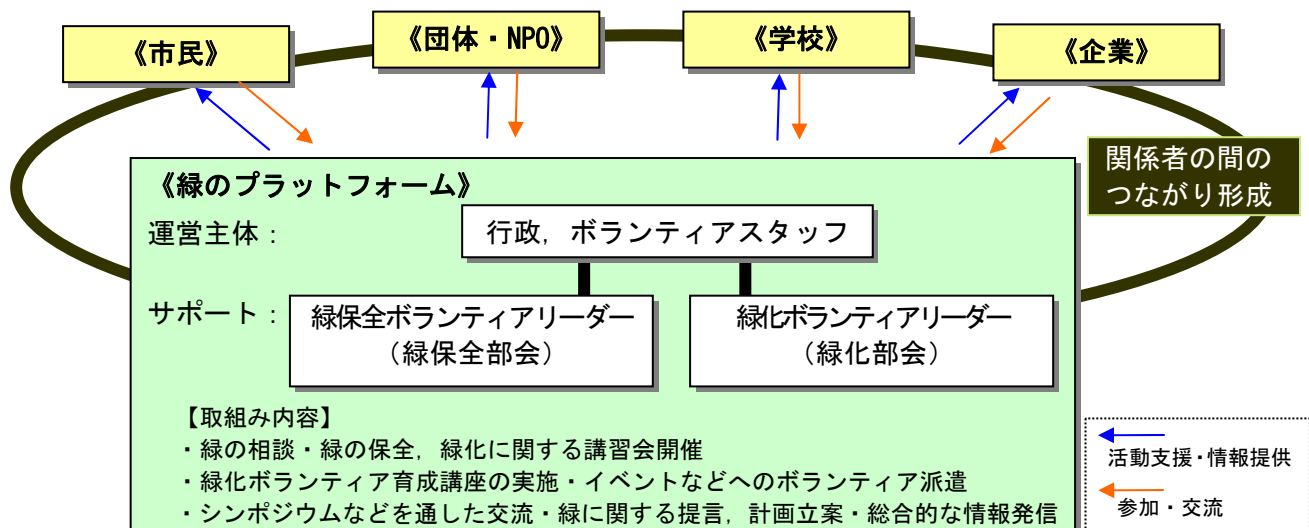 《市民》
《団体・NPO》
《学校》
《企業》
関係者の間の
つながり形成
《緑のプラットフォーム》
運営主体：
行政，ボランティアスタッフ
サポート：
緑保全ボランティアリーダー
（緑保全部会）
緑化ボランティアリーダー
（緑化部会）
【取組み内容】
・緑の相談・緑の保全，緑化に関する講習会開催
・緑化ボランティア育成講座の実施・イベントなどへのボランティア派遣
・シンポジウムなどを通した交流・緑に関する提言，計画立案・総合的な情報発信
活動支援・情報提供
参加・交流